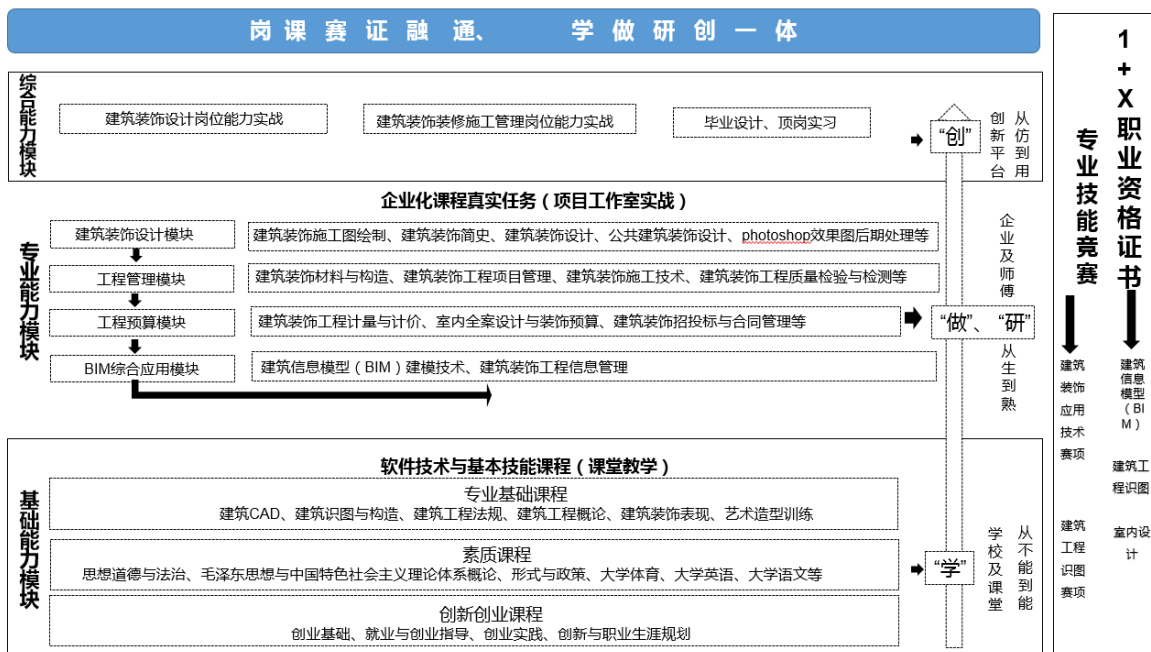 岗课赛证融通、 学做研创一体
综合能力模块
建筑装饰设计岗位能力实战
建筑装饰装修施工管理岗位能力实战
毕业设计、顶岗实习
“创”
创新平台
从仿到用
企业化课程真实任务（项目工作室实战）
专业能力模块
建筑装饰设计模块
建筑装饰施工图绘制、建筑装饰简史、建筑装饰设计、公共建筑装饰设计、photoshop效果图后期处理等
工程管理模块
建筑装饰材料与构造、建筑装饰工程项目管理、建筑装饰施工技术、建筑装饰工程质量检验与检测等
工程预算模块
建筑装饰工程计量与计价、室内全案设计与装饰预算、建筑装饰招投标与合同管理等
BIM综合应用模块
建筑信息模型（BIM）建模技术、建筑装饰工程信息管理
企业及师傅
“做”、“研”
从生到熟
软件技术与基本技能课程（课堂教学）
基础能力模块
专业基础课程
建筑CAD、建筑识图与构造、建筑工程法规、建筑工程概论、建筑装饰表现、艺术造型训练
素质课程
思想道德与法治、毛泽东思想与中国特色社会主义理论体系概论、形式与政策、大学体育、大学英语、大学语文等
创新创业课程
创业基础、就业与创业指导、创业实践、创新与职业生涯规划
“学”
学校及课堂
从不能到能
专业技能竞赛
建筑
装饰
应用
技术
赛项
建筑
工程
识图
赛项
1+X职业资格证书
建筑
信息
模型
（BI
M）
建筑工
程识图
室内设
计